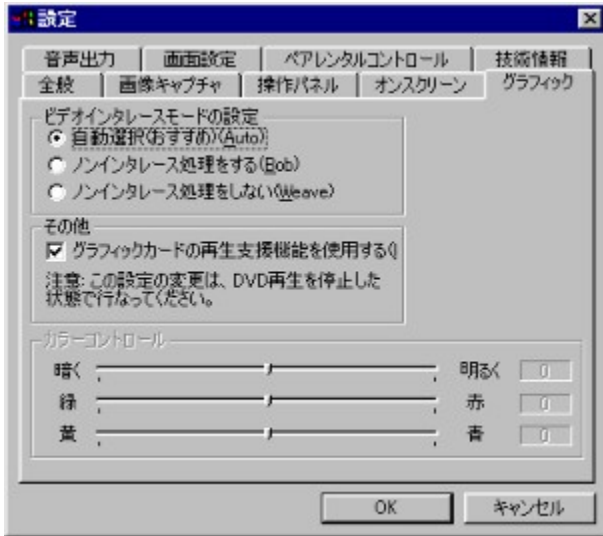 設定
音声出力
画面設定
ペアレンタルコントロール
技術情報
全般
画像キャプチャ
操作パネル
オンスクリーン
グラフィック
ビデオインタレースモードの設定
自動選択(おすすめ)(Auto)
ノンインタレース処理をする(Bob)
ノンインタレース処理をしない(Weave)
その他
グラフィックカードの再生支援機能を使用する(
注意: この設定の変更は、DVD再生を停止した
状態で行なってください。
カラーコントロール
暗く 明るく 0
緑 赤 0
黄 青 0
OK キャンセル